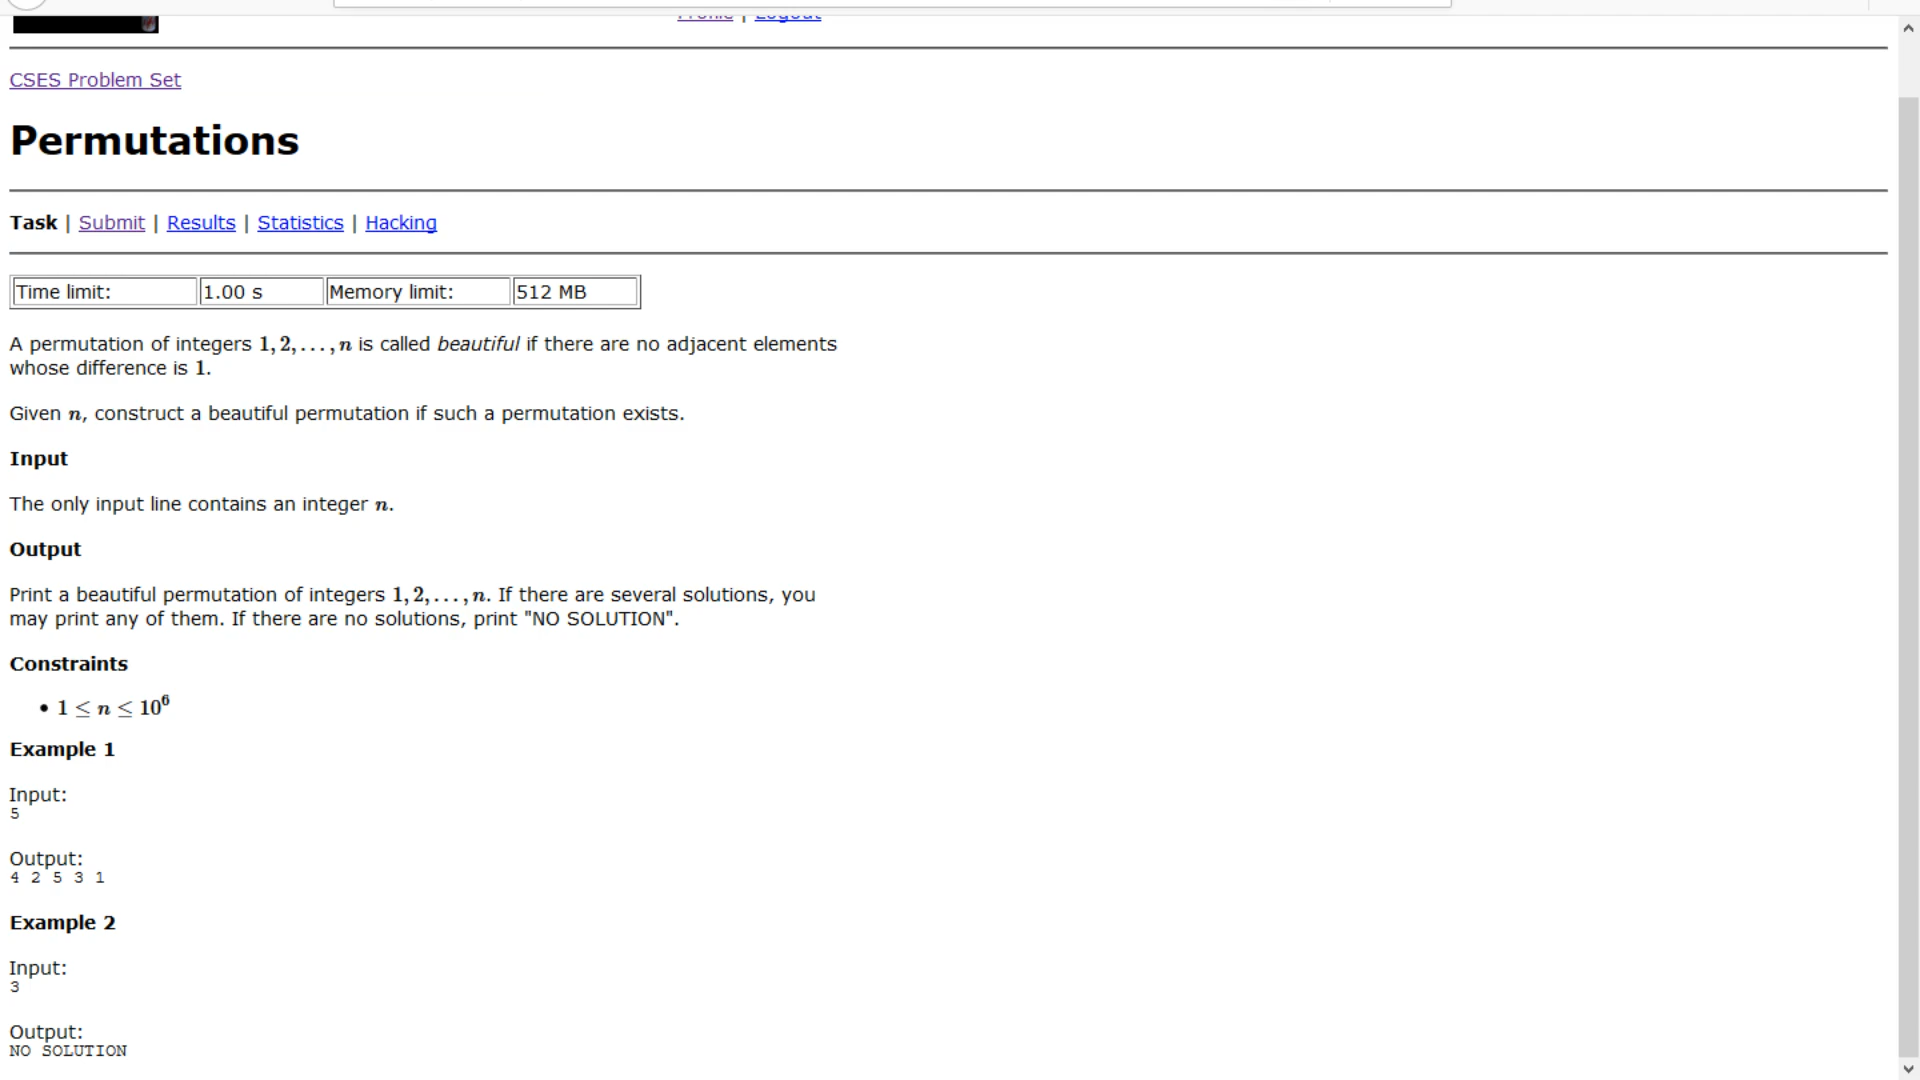 Profile | Logout
CSES Problem Set
Permutations
Task | Submit | Results | Statistics | Hacking
Time limit: 1.00 s Memory limit: 512 MB
A permutation of integers 1, 2, . . . , n is called beautiful if there are no adjacent elements
whose difference is 1.
Given n, construct a beautiful permutation if such a permutation exists.
Input
The only input line contains an integer n.
Output
Print a beautiful permutation of integers 1, 2, . . . , n. If there are several solutions, you
may print any of them. If there are no solutions, print "NO SOLUTION".
Constraints
• 1 ≤ n ≤ 10⁶
Example 1
Input:
5
Output:
4 2 5 3 1
Example 2
Input:
3
Output:
NO SOLUTION